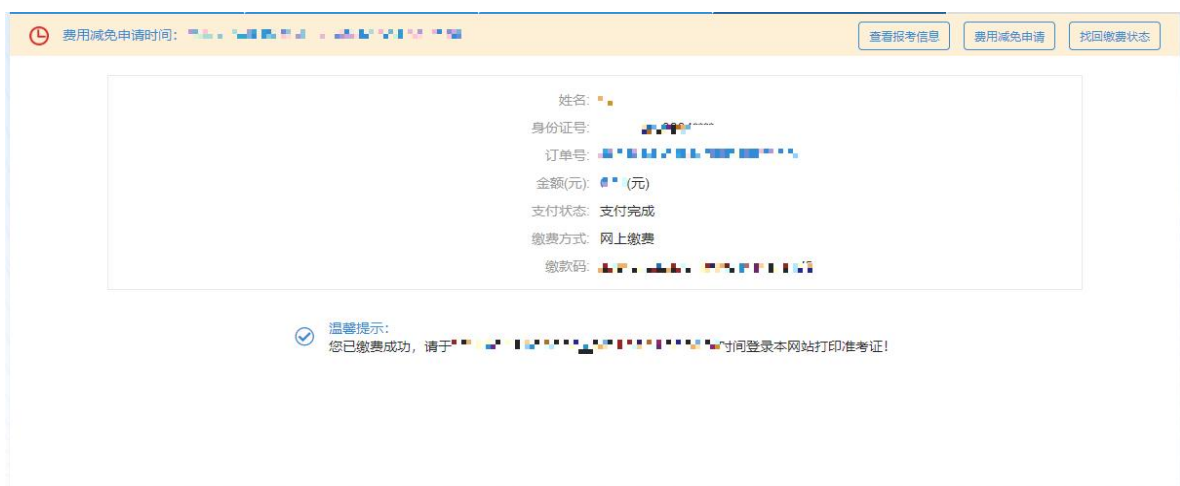 费用减免申请时间:
查看报考信息 费用减免申请 找回缴费状态
姓名:
身份证号:
订单号:
金额(元): (元)
支付状态: 支付完成
缴费方式: 网上缴费
缴款码:
温馨提示:
您已缴费成功，请于 时间登录本网站打印准考证！